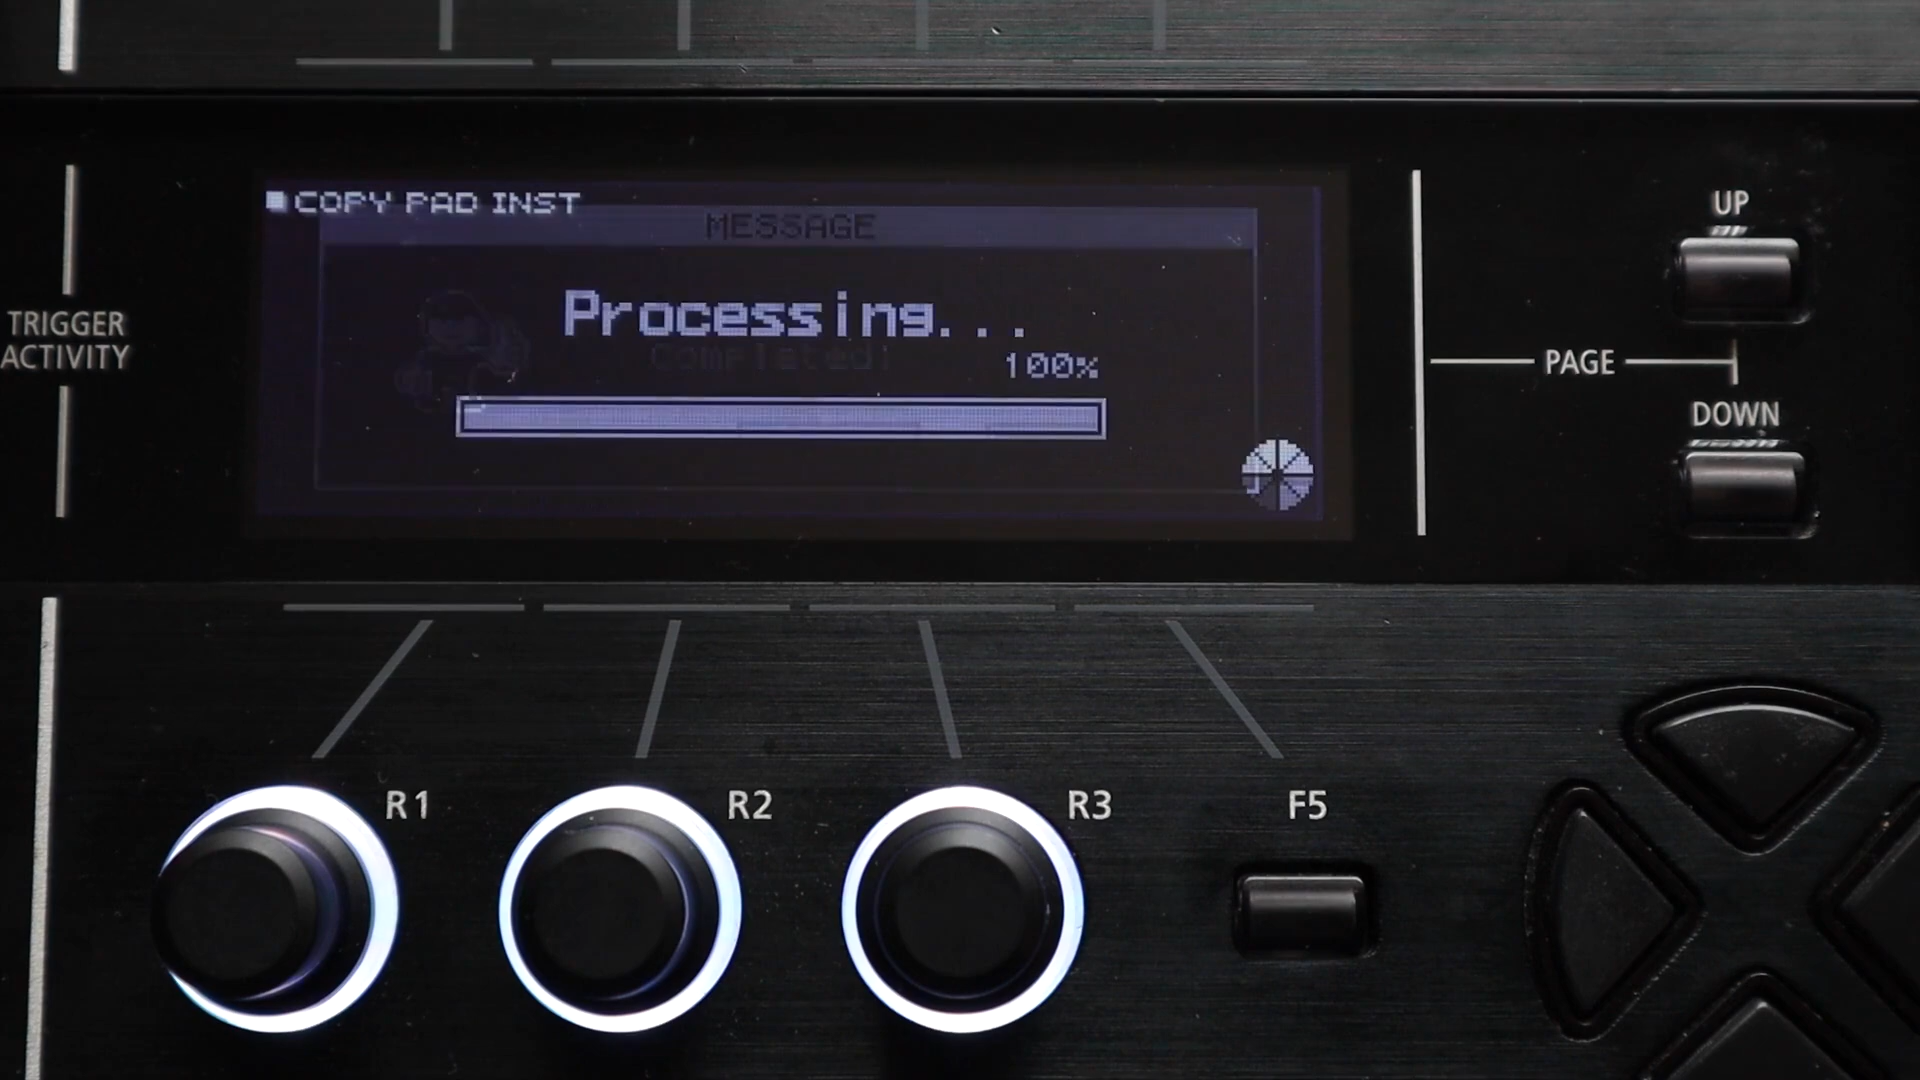 COPY PAD INST
MESSAGE
Processing...
Completed!
100%
TRIGGER
ACTIVITY
UP
PAGE
DOWN
R1
R2
R3
F5